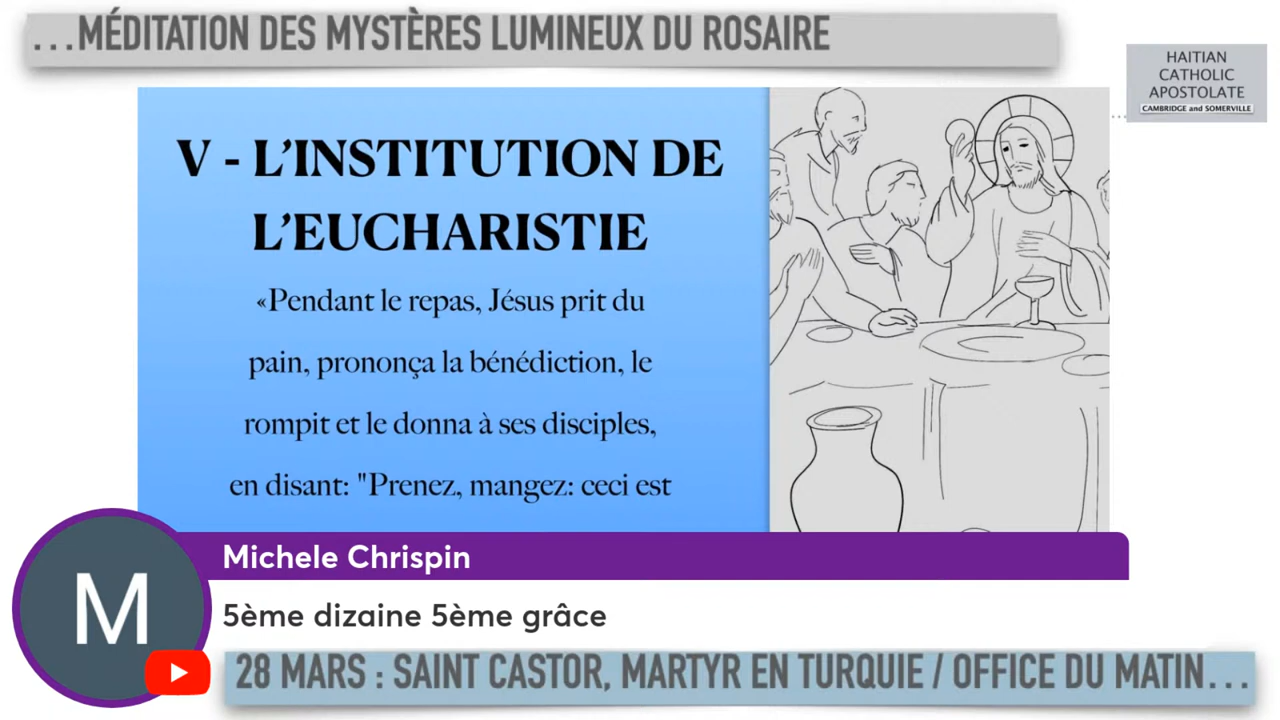 ...MÉDITATION DES MYSTÈRES LUMINEUX DU ROSAIRE
HAITIAN
CATHOLIC
APOSTOLATE
CAMBRIDGE and SOMERVILLE
...
V - L'INSTITUTION DE
L'EUCHARISTIE
«Pendant le repas, Jésus prit du
pain, prononça la bénédiction, le
rompit et le donna à ses disciples,
en disant: "Prenez, mangez: ceci est
M
Michele Chrispin
5ème dizaine 5ème grâce
28 MARS : SAINT CASTOR, MARTYR EN TURQUIE / OFFICE DU MATIN...